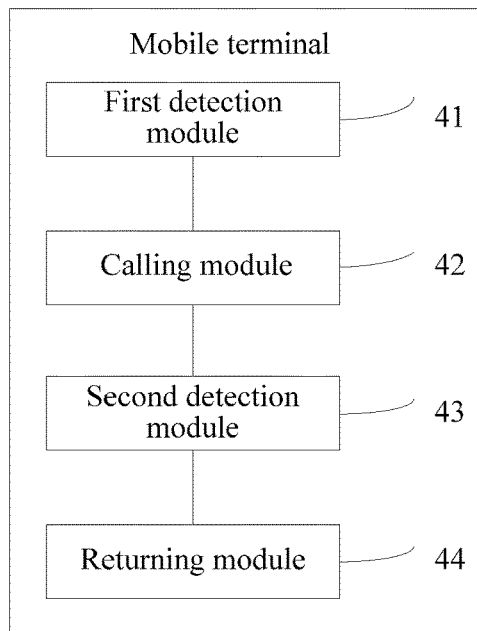 Mobile terminal
First detection
module
41
Calling module
42
Second detection
module
43
Returning module
44